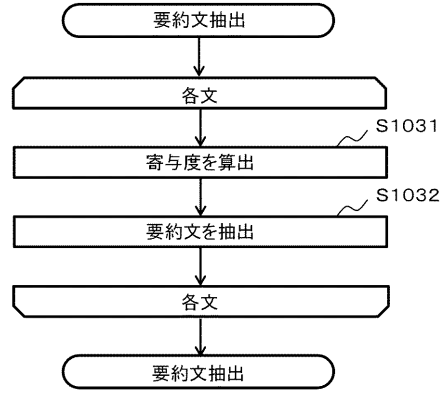 要約文抽出
各文
S1031
寄与度を算出
S1032
要約文を抽出
各文
要約文抽出